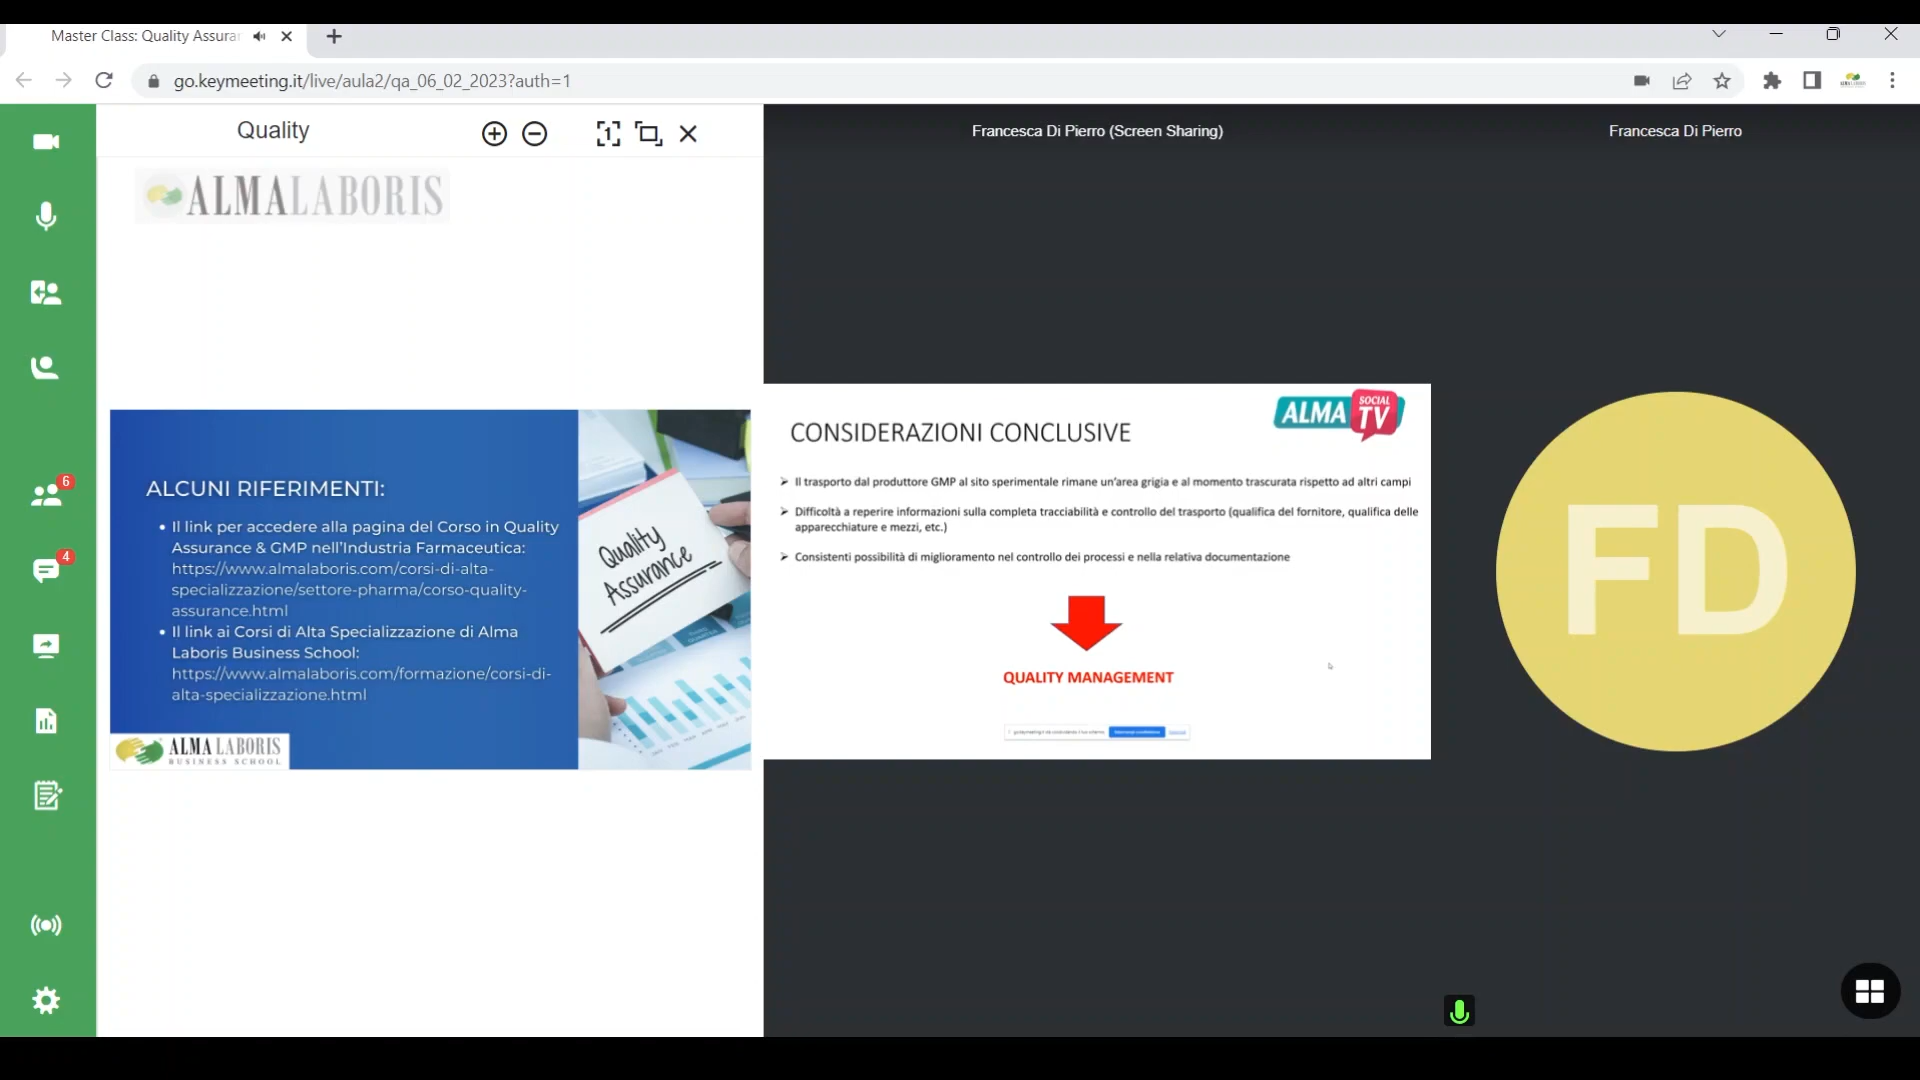 Master Class: Quality Assura
go.keymeeting.it/live/aula2/qa_06_02_2023?auth=1
Quality
Francesca Di Pierro (Screen Sharing)
Francesca Di Pierro
ALMALABORIS
6
4
ALCUNI RIFERIMENTI:
• Il link per accedere alla pagina del Corso in Quality
Assurance & GMP nell'Industria Farmaceutica:
https://www.almalaboris.com/corsi-di-alta-
specializzazione/settore-pharma/corso-quality-
assurance.html
• Il link ai Corsi di Alta Specializzazione di Alma
Laboris Business School:
https://www.almalaboris.com/formazione/corsi-di-
alta-specializzazione.html
ALMA LABORIS
BUSINESS SCHOOL
Quality
Assurance
ALMA SOCIAL TV
CONSIDERAZIONI CONCLUSIVE
➢ Il trasporto dal produttore GMP al sito sperimentale rimane un'area grigia e al momento trascurata rispetto ad altri campi
➢ Difficoltà a reperire informazioni sulla completa tracciabilità e controllo del trasporto (qualifica del fornitore, qualifica delle
apparecchiature e mezzi, etc.)
➢ Consistenti possibilità di miglioramento nel controllo dei processi e nella relativa documentazione
QUALITY MANAGEMENT
FD